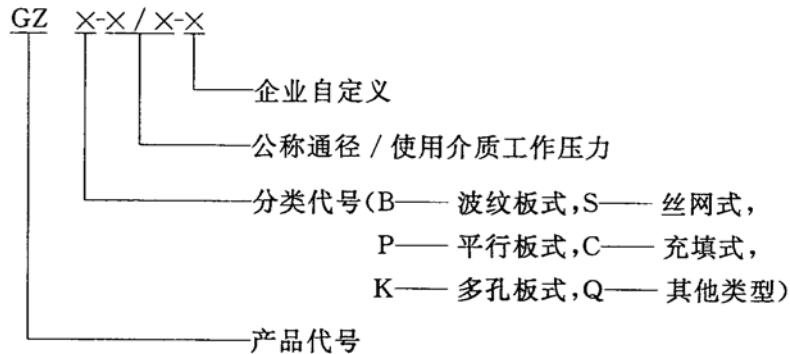 GZ ×-×/×-×
企业自定义
公称通径/使用介质工作压力
分类代号(B—— 波纹板式,S—— 丝网式,
P—— 平行板式,C—— 充填式,
K—— 多孔板式,Q—— 其他类型)
产品代号